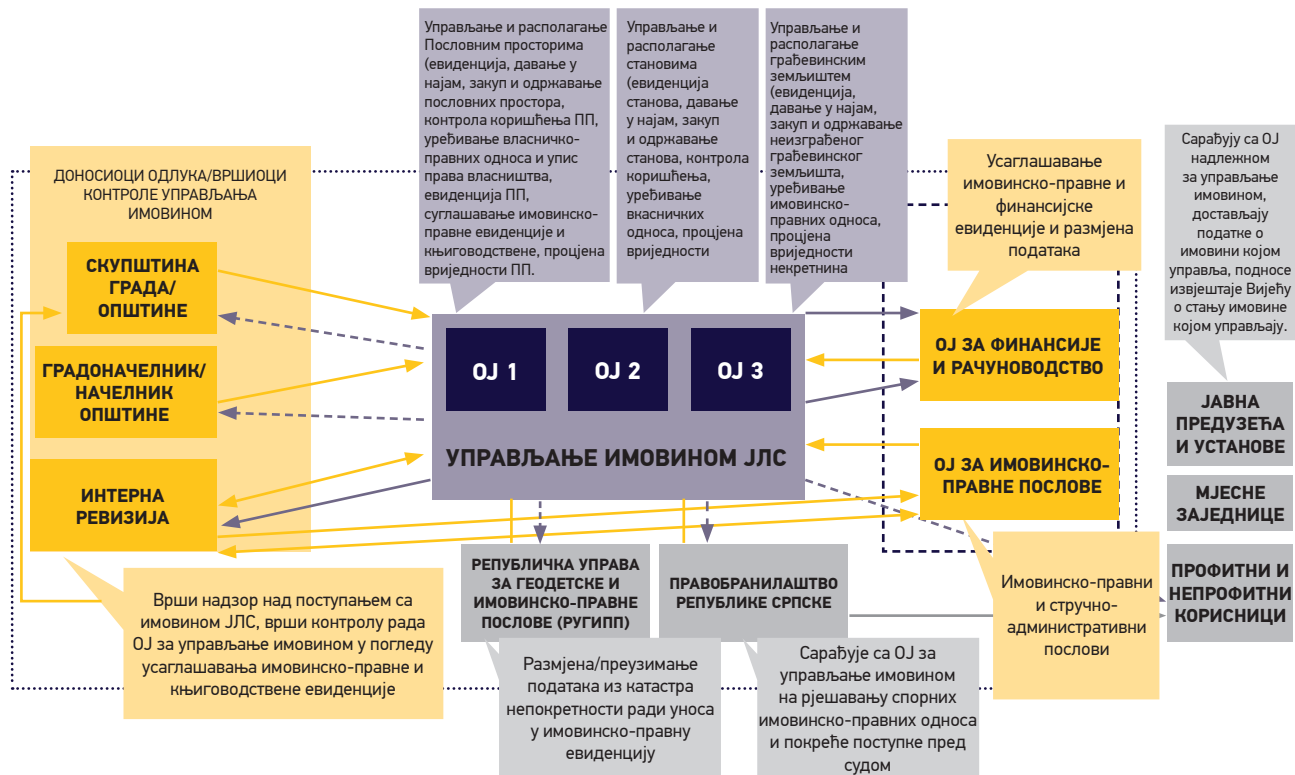 Управљање и располагање
Пословним просторима
(евиденција, давање у
најам, закуп и одржавање
пословних простора,
контрола коришћења ПП,
уређивање власничко-
правних односа и упис
права власништва,
евиденција ПП,
суглашавање имовинско-
правне евиденције и
књиговодствене, процјена
вриједности ПП.
Управљање и
располагање
становима
(евиденција
станова, давање
у најам, закуп
и одржавање
станова, контрола
коришћења,
уређивање
вкасничких
односа, процјена
вриједности
Управљање и
располагање
грађевинским
земљиштем
(евиденција,
давање у најам,
закуп и одржавање
неизграђеног
грађевинског
земљишта,
уређивање
имовинско-
правних односа,
процјена
вриједности
некретнина
Усаглашавање
имовинско-правне и
финансијске
евиденције и размјена
података
Сарађују са ОЈ
надлежном
за управљање
имовином,
достављају
податке о
имовини којом
управља, подносе
извјештаје Вијећу
о стању имовине
којом управљају.
ДОНОСИОЦИ ОДЛУКА/ВРШИОЦИ
КОНТРОЛЕ УПРАВЉАЊА
ИМОВИНОМ
СКУПШТИНА
ГРАДА/
ОПШТИНЕ
ГРАДОНАЧЕЛНИК/
НАЧЕЛНИК
ОПШТИНЕ
ИНТЕРНА
РЕВИЗИЈА
ОЈ 1
ОЈ 2
ОЈ 3
УПРАВЉАЊЕ ИМОВИНОМ ЈЛС
ОЈ ЗА ФИНАНСИЈЕ
И РАЧУНОВОДСТВО
ОЈ ЗА ИМОВИНСКО-
ПРАВНЕ ПОСЛОВЕ
ЈАВНА
ПРЕДУЗЕЋА
И УСТАНОВЕ
МЈЕСНЕ
ЗАЈЕДНИЦЕ
ПРОФИТНИ И
НЕПРОФИТНИ
КОРИСНИЦИ
РЕПУБЛИЧКА УПРАВА
ЗА ГЕОДЕТСКЕ И
ИМОВИНСКО-ПРАВНЕ
ПОСЛОВЕ (РУГИПП)
ПРАВОБРАНИЛАШТВО
РЕПУБЛИКЕ СРПСКЕ
Врши надзор над поступањем са
имовином ЈЛС, врши контролу рада
ОЈ за управљање имовином у погледу
усаглашавања имовинско-правне и
књиговодствене евиденције
Размјена/преузимање
података из катастра
непокретности ради уноса
у имовинско-правну
евиденцију
Сарађује са ОЈ за
управљање имовином
на рјешавању спорних
имовинско-правних односа
и покреће поступке пред
судом
Имовинско-правни
и стручно-
административни
послови